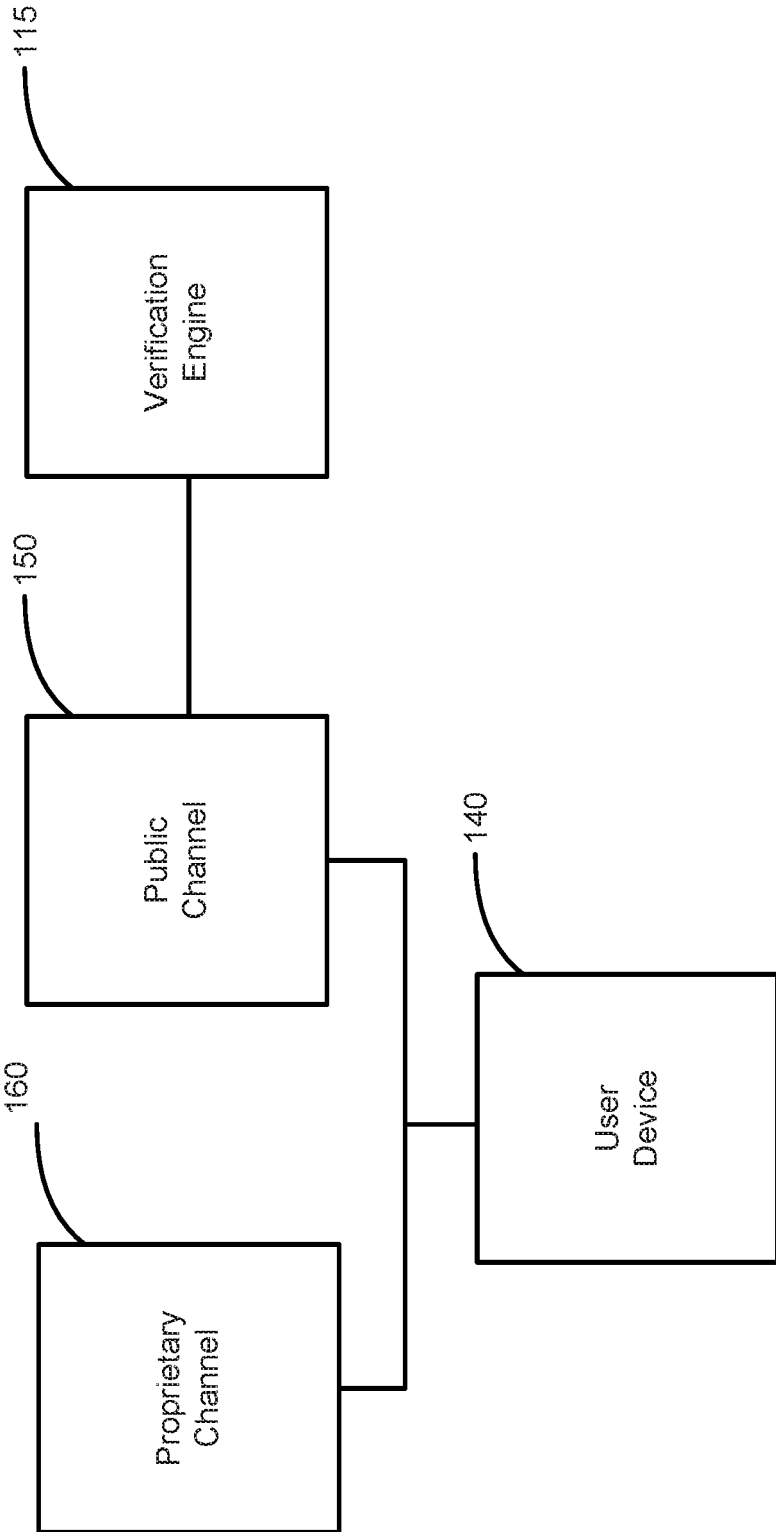 160
Proprietary
Channel
150
Public
Channel
115
Verification
Engine
140
User
Device